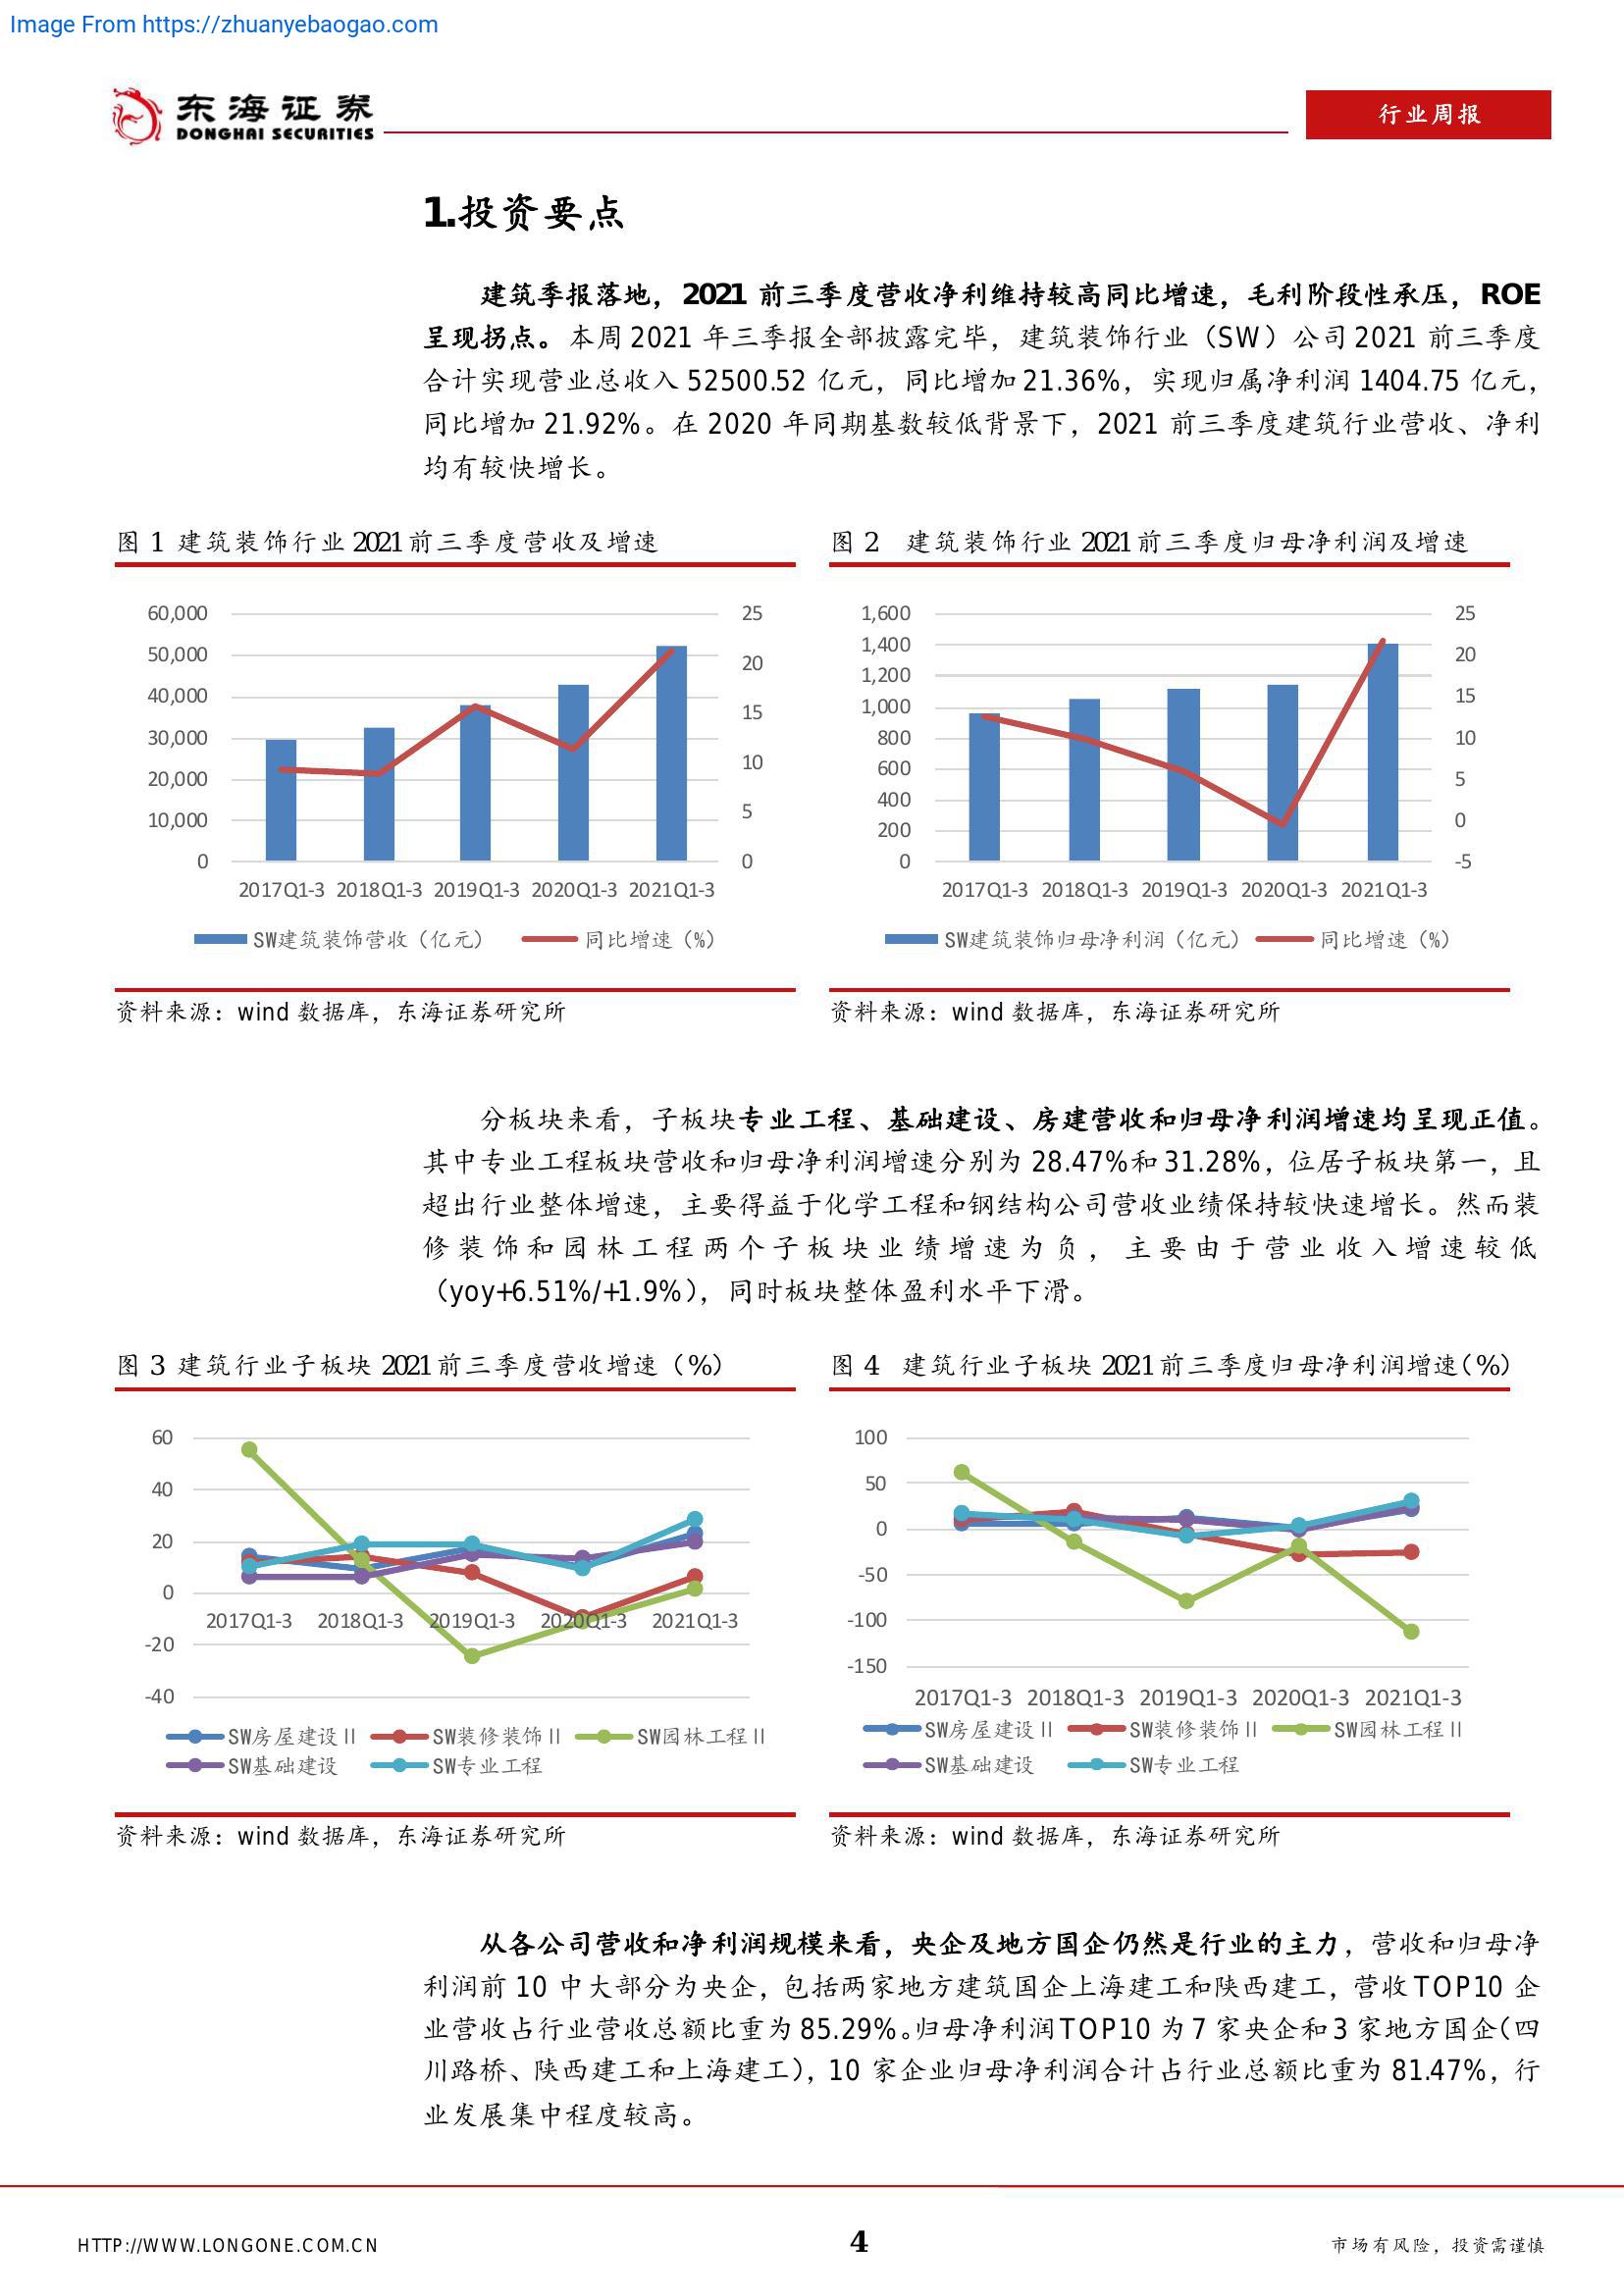 Image From https://zhuanyebaogao.com
东海证券
DONGHAI SECURITIES
行业周报
1.投资要点
建筑季报落地，2021 前三季度营收净利维持较高同比增速，毛利阶段性承压，ROE
呈现拐点。本周 2021 年三季报全部披露完毕，建筑装饰行业（SW）公司 2021 前三季度
合计实现营业总收入 52500.52 亿元，同比增加 21.36%，实现归属净利润 1404.75 亿元，
同比增加 21.92%。在 2020 年同期基数较低背景下，2021 前三季度建筑行业营收、净利
均有较快增长。
图 1 建筑装饰行业 2021 前三季度营收及增速
60,000
50,000
40,000
30,000
20,000
10,000
0
25
20
15
10
5
0
2017Q1-3 2018Q1-3 2019Q1-3 2020Q1-3 2021Q1-3
SW建筑装饰营收（亿元） 同比增速（%）
资料来源：wind 数据库，东海证券研究所
图 2 建筑装饰行业 2021 前三季度归母净利润及增速
1,600
1,400
1,200
1,000
800
600
400
200
0
25
20
15
10
5
0
-5
2017Q1-3 2018Q1-3 2019Q1-3 2020Q1-3 2021Q1-3
SW建筑装饰归母净利润（亿元） 同比增速（%）
资料来源：wind 数据库，东海证券研究所
分板块来看，子板块专业工程、基础建设、房建营收和归母净利润增速均呈现正值。
其中专业工程板块营收和归母净利润增速分别为 28.47%和 31.28%，位居子板块第一，且
超出行业整体增速，主要得益于化学工程和钢结构公司营收业绩保持较快速增长。然而装
修装饰和园林工程两个子板块业绩增速为负，主要由于营业收入增速较低
（yoy+6.51%/+1.9%），同时板块整体盈利水平下滑。
图 3 建筑行业子板块 2021 前三季度营收增速（%）
60
40
20
0
-20
-40
2017Q1-3 2018Q1-3 2019Q1-3 2020Q1-3 2021Q1-3
SW房屋建设Ⅱ SW装修装饰Ⅱ SW园林工程Ⅱ
SW基础建设 SW专业工程
资料来源：wind 数据库，东海证券研究所
图 4 建筑行业子板块 2021 前三季度归母净利润增速（%）
100
50
0
-50
-100
-150
2017Q1-3 2018Q1-3 2019Q1-3 2020Q1-3 2021Q1-3
SW房屋建设Ⅱ SW装修装饰Ⅱ SW园林工程Ⅱ
SW基础建设 SW专业工程
资料来源：wind 数据库，东海证券研究所
从各公司营收和净利润规模来看，央企及地方国企仍然是行业的主力，营收和归母净
利润前 10 中大部分为央企，包括两家地方建筑国企上海建工和陕西建工，营收 TOP10 企
业营收占行业营收总额比重为 85.29%。归母净利润 TOP10 为 7 家央企和 3 家地方国企（四
川路桥、陕西建工和上海建工），10 家企业归母净利润合计占行业总额比重为 81.47%，行
业发展集中程度较高。
HTTP://WWW.LONGONE.COM.CN
4
市场有风险，投资需谨慎